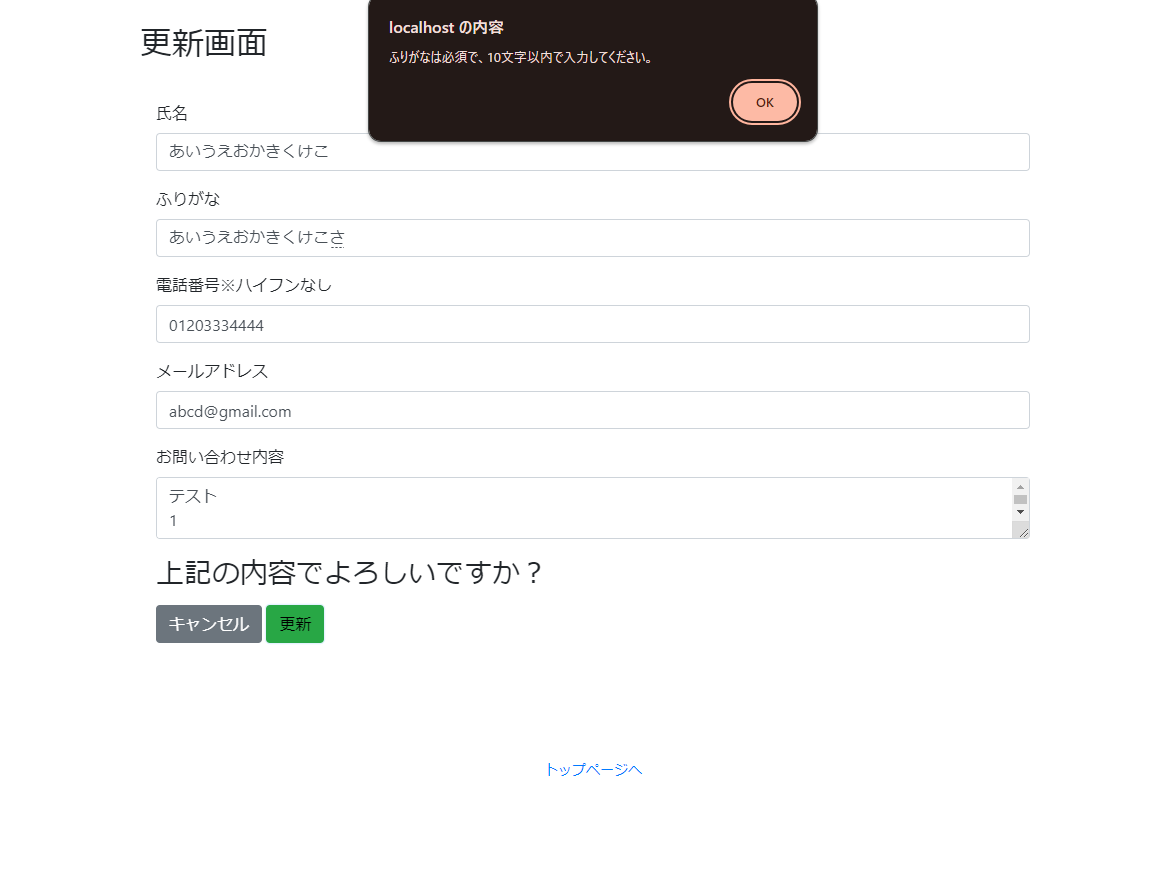 更新画面
localhost の内容
ふりがなは必須で、10文字以内で入力してください。
OK
氏名
あいうえおかきくけこ
ふりがな
あいうえおかきくけこさ
電話番号※ハイフンなし
01203334444
メールアドレス
abcd@gmail.com
お問い合わせ内容
テスト
1
上記の内容でよろしいですか？
キャンセル 更新
トップページへ